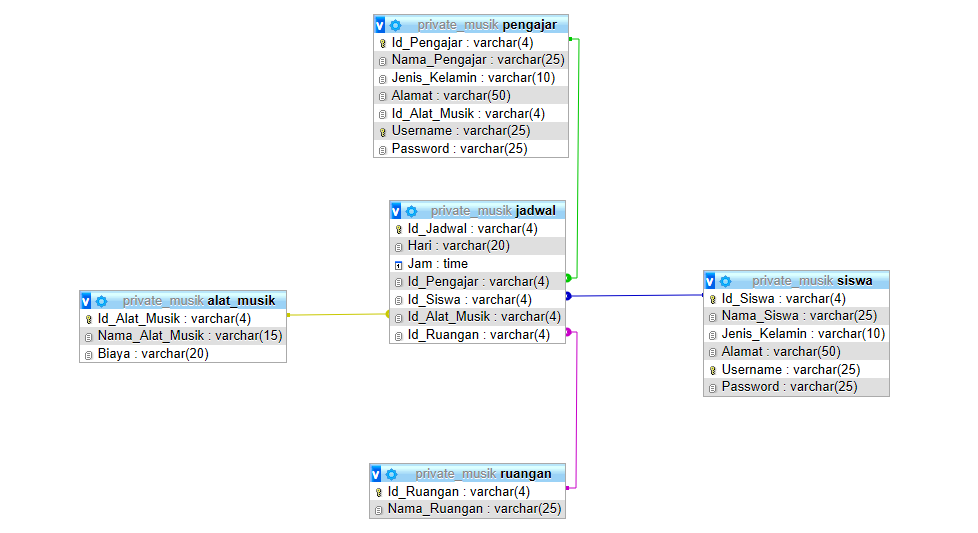 private_musik pengajar
Id_Pengajar : varchar(4)
Nama_Pengajar : varchar(25)
Jenis_Kelamin : varchar(10)
Alamat : varchar(50)
Id_Alat_Musik : varchar(4)
Username : varchar(25)
Password : varchar(25)
private_musik jadwal
Id_Jadwal : varchar(4)
Hari : varchar(20)
Jam : time
Id_Pengajar : varchar(4)
Id_Siswa : varchar(4)
Id_Alat_Musik : varchar(4)
Id_Ruangan : varchar(4)
private_musik alat_musik
Id_Alat_Musik : varchar(4)
Nama_Alat_Musik : varchar(15)
Biaya : varchar(20)
private_musik siswa
Id_Siswa : varchar(4)
Nama_Siswa : varchar(25)
Jenis_Kelamin : varchar(10)
Alamat : varchar(50)
Username : varchar(25)
Password : varchar(25)
private_musik ruangan
Id_Ruangan : varchar(4)
Nama_Ruangan : varchar(25)